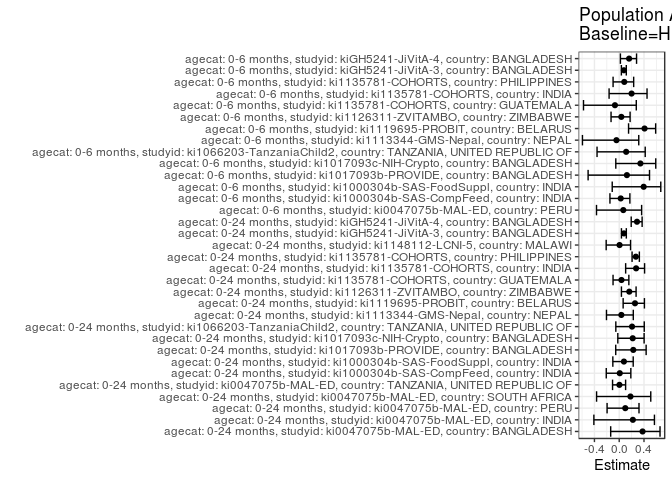 Population A
Baseline=H
agecat: 0-6 months, studyid: kiGH5241-JiVitA-4, country: BANGLADESH
agecat: 0-6 months, studyid: kiGH5241-JiVitA-3, country: BANGLADESH
agecat: 0-6 months, studyid: ki1135781-COHORTS, country: PHILIPPINES
agecat: 0-6 months, studyid: ki1135781-COHORTS, country: INDIA
agecat: 0-6 months, studyid: ki1135781-COHORTS, country: GUATEMALA
agecat: 0-6 months, studyid: ki1126311-ZVITAMBO, country: ZIMBABWE
agecat: 0-6 months, studyid: ki1119695-PROBIT, country: BELARUS
agecat: 0-6 months, studyid: ki1113344-GMS-Nepal, country: NEPAL
agecat: 0-6 months, studyid: ki1066203-TanzaniaChild2, country: TANZANIA, UNITED REPUBLIC OF
agecat: 0-6 months, studyid: ki1017093c-NIH-Crypto, country: BANGLADESH
agecat: 0-6 months, studyid: ki1017093b-PROVIDE, country: BANGLADESH
agecat: 0-6 months, studyid: ki1000304b-SAS-FoodSuppl, country: INDIA
agecat: 0-6 months, studyid: ki1000304b-SAS-CompFeed, country: INDIA
agecat: 0-6 months, studyid: ki0047075b-MAL-ED, country: PERU
agecat: 0-24 months, studyid: kiGH5241-JiVitA-4, country: BANGLADESH
agecat: 0-24 months, studyid: kiGH5241-JiVitA-3, country: BANGLADESH
agecat: 0-24 months, studyid: ki1148112-LCNI-5, country: MALAWI
agecat: 0-24 months, studyid: ki1135781-COHORTS, country: PHILIPPINES
agecat: 0-24 months, studyid: ki1135781-COHORTS, country: INDIA
agecat: 0-24 months, studyid: ki1135781-COHORTS, country: GUATEMALA
agecat: 0-24 months, studyid: ki1126311-ZVITAMBO, country: ZIMBABWE
agecat: 0-24 months, studyid: ki1119695-PROBIT, country: BELARUS
agecat: 0-24 months, studyid: ki1113344-GMS-Nepal, country: NEPAL
agecat: 0-24 months, studyid: ki1066203-TanzaniaChild2, country: TANZANIA, UNITED REPUBLIC OF
agecat: 0-24 months, studyid: ki1017093c-NIH-Crypto, country: BANGLADESH
agecat: 0-24 months, studyid: ki1017093b-PROVIDE, country: BANGLADESH
agecat: 0-24 months, studyid: ki1000304b-SAS-FoodSuppl, country: INDIA
agecat: 0-24 months, studyid: ki1000304b-SAS-CompFeed, country: INDIA
agecat: 0-24 months, studyid: ki0047075b-MAL-ED, country: TANZANIA, UNITED REPUBLIC OF
agecat: 0-24 months, studyid: ki0047075b-MAL-ED, country: SOUTH AFRICA
agecat: 0-24 months, studyid: ki0047075b-MAL-ED, country: PERU
agecat: 0-24 months, studyid: ki0047075b-MAL-ED, country: INDIA
agecat: 0-24 months, studyid: ki0047075b-MAL-ED, country: BANGLADESH
-0.4 0.0 0.4
Estimate